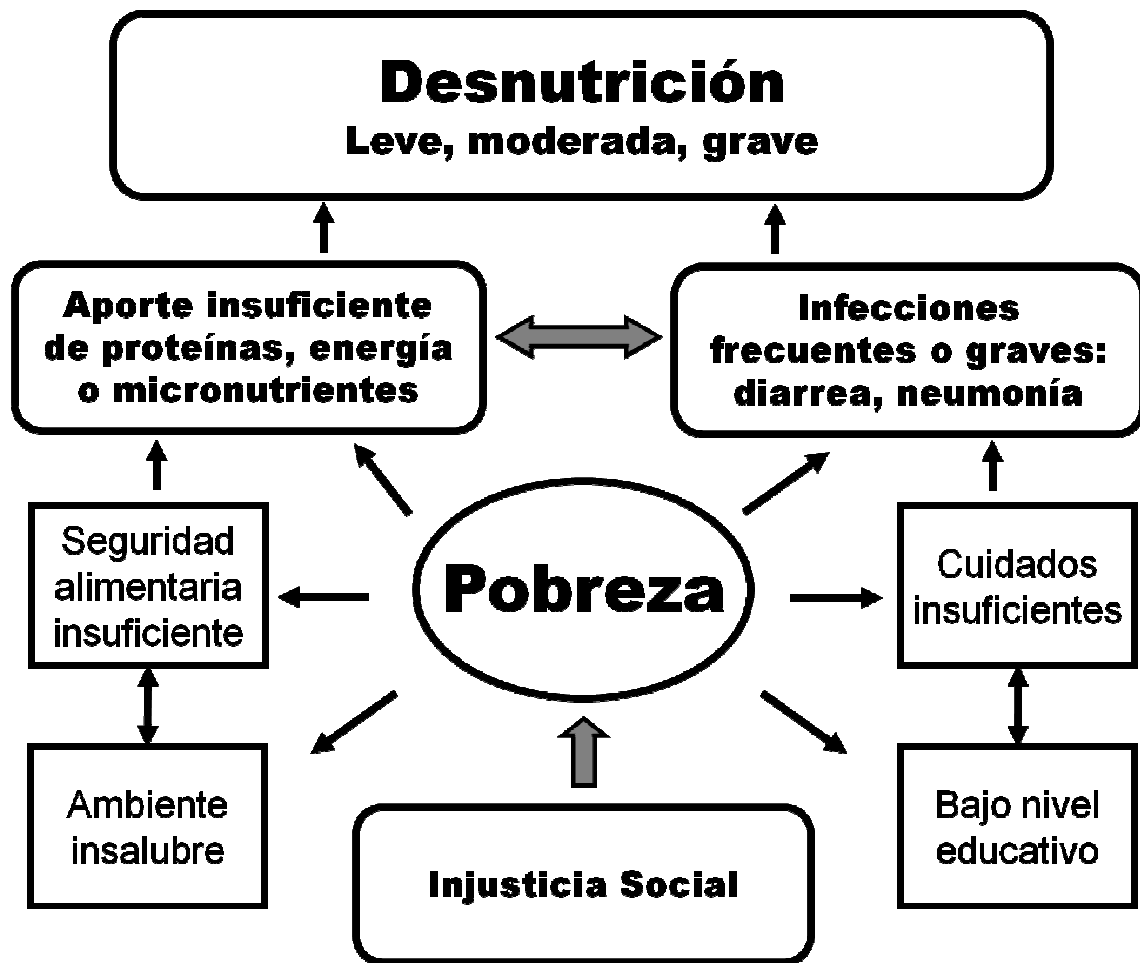 Desnutrición
Leve, moderada, grave
Aporte insuficiente
de proteínas, energía
o micronutrientes
Infecciones
frecuentes o graves:
diarrea, neumonía
Seguridad
alimentaria
insuficiente
Pobreza
Cuidados
insuficientes
Ambiente
insalubre
Injusticia Social
Bajo nivel
educativo